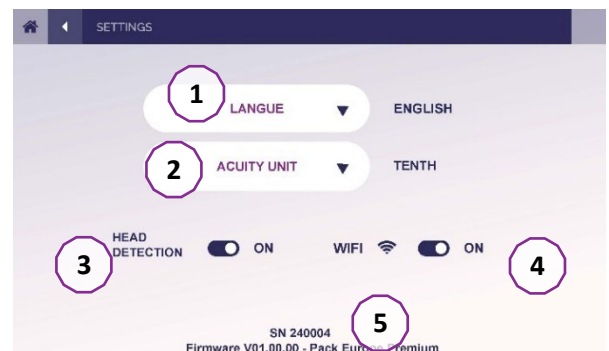 SETTINGS
1
LANGUE ▼ ENGLISH
2
ACUITY UNIT ▼ TENTH
HEAD
DETECTION ON WIFI ON
3
4
5
SN 240004
Firmware V01.00.00 - Pack Europe Premium